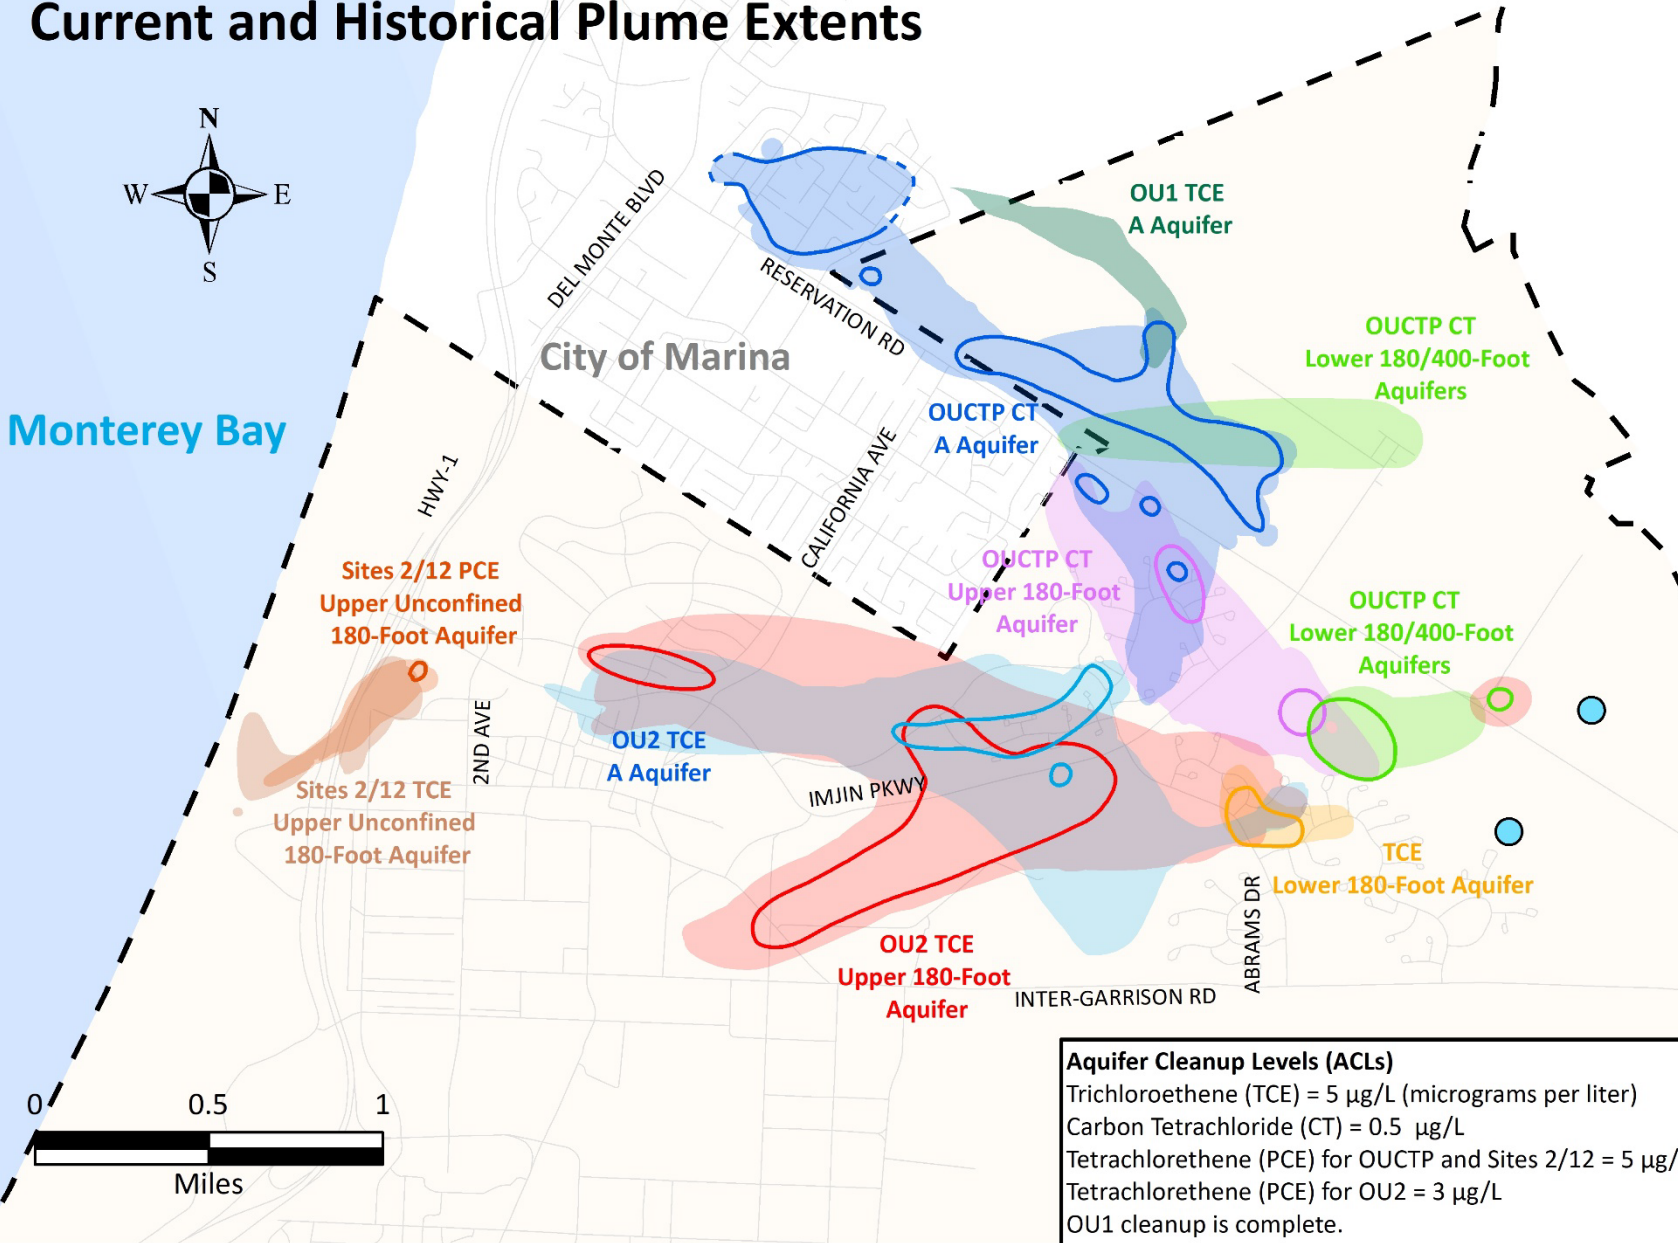 Current and Historical Plume Extents
N
W
E
S
DEL MONTE BLVD
RESERVATION RD
OU1 TCE
A Aquifer
City of Marina
OUCTP CT
Lower 180/400-Foot
Aquifers
Monterey Bay
OUCTP CT
A Aquifer
HWY-1
CALIFORNIA AVE
OUCTP CT
Upper 180-Foot
Aquifer
Sites 2/12 PCE
Upper Unconfined
180-Foot Aquifer
OUCTP CT
Lower 180/400-Foot
Aquifers
2ND AVE
OU2 TCE
A Aquifer
IMJIN PKWY
Sites 2/12 TCE
Upper Unconfined
180-Foot Aquifer
TCE
Lower 180-Foot Aquifer
ABRAMS DR
OU2 TCE
Upper 180-Foot
Aquifer
INTER-GARRISON RD
0 0.5 1
Miles
Aquifer Cleanup Levels (ACLs)
Trichloroethene (TCE) = 5 µg/L (micrograms per liter)
Carbon Tetrachloride (CT) = 0.5 µg/L
Tetrachlorethene (PCE) for OUCTP and Sites 2/12 = 5 µg/
Tetrachlorethene (PCE) for OU2 = 3 µg/L
OU1 cleanup is complete.